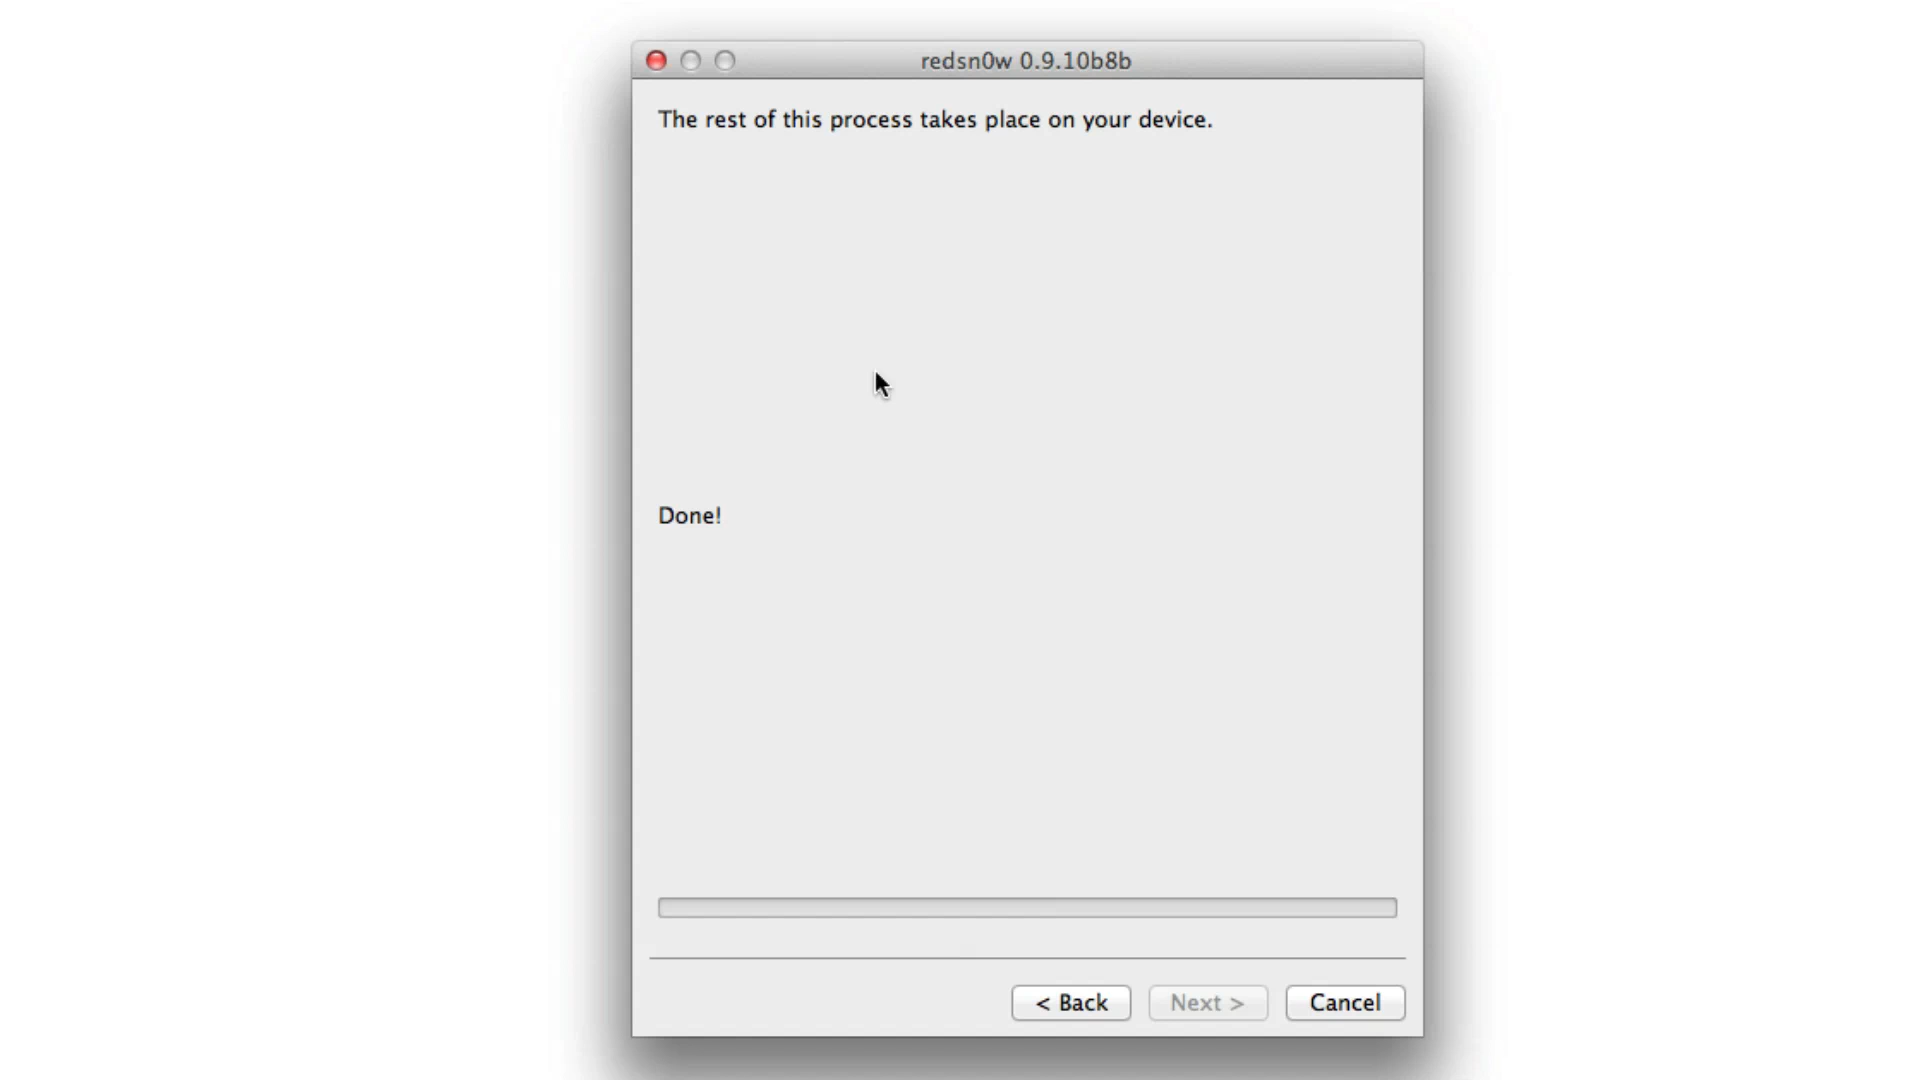 redsn0w 0.9.10b8b
The rest of this process takes place on your device.
Done!
< Back
Next >
Cancel